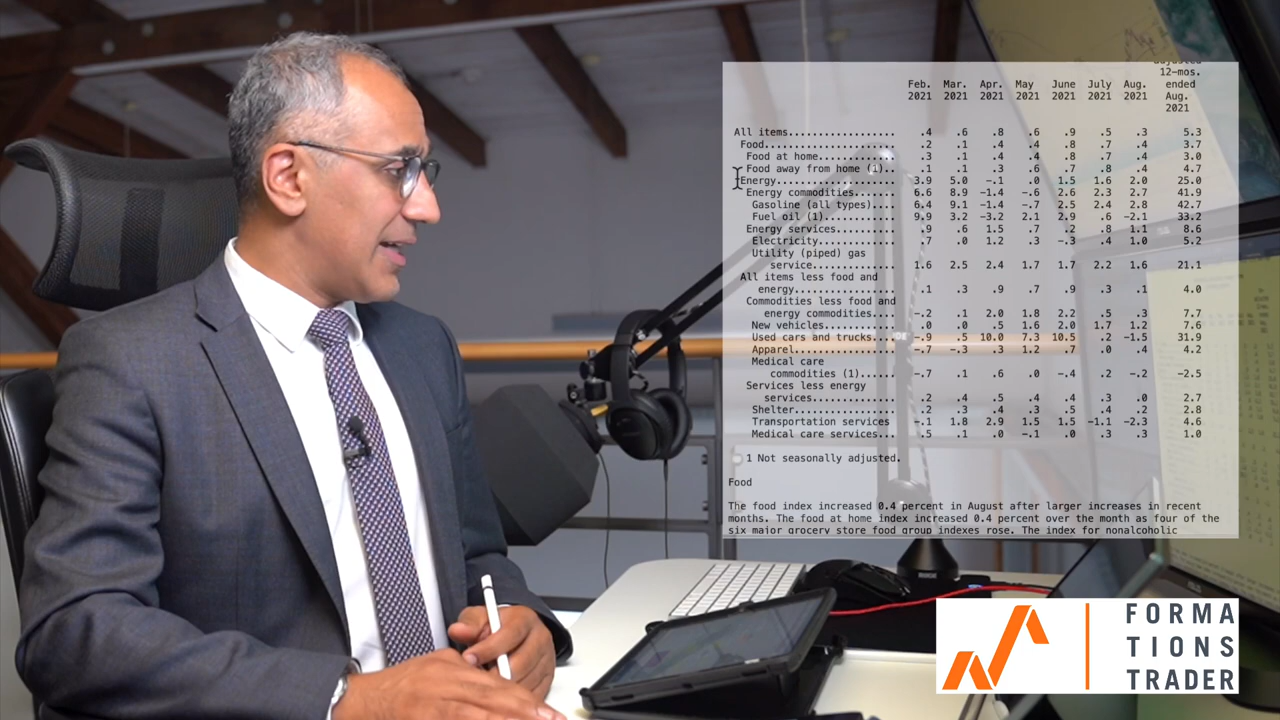 adjusted
12-mos.
Feb. Mar. Apr. May June July Aug. ended
2021 2021 2021 2021 2021 2021 2021 Aug.
2021
All items.................. .4 .6 .8 .6 .9 .5 .3 5.3
Food...................... .2 .1 .4 .4 .8 .7 .4 3.7
Food at home............. .3 .1 .4 .4 .8 .7 .4 3.0
Food away from home (1).. .1 .1 .3 .6 .7 .8 .4 4.7
Energy.................... 3.9 5.0 -.1 .0 1.5 1.6 2.0 25.0
Energy commodities....... 6.6 8.9 -1.4 -.6 2.6 2.3 2.7 41.9
Gasoline (all types).... 6.4 9.1 -1.4 -.7 2.5 2.4 2.8 42.7
Fuel oil (1)............ 9.9 3.2 -3.2 2.1 2.9 .6 -2.1 33.2
Energy services.......... .9 .6 1.5 .7 .2 .8 1.1 8.6
Electricity............. .7 .0 1.2 .3 -.3 .4 1.0 5.2
Utility (piped) gas
service.............. 1.6 2.5 2.4 1.7 1.7 2.2 1.6 21.1
All items less food and
energy................. .1 .3 .9 .7 .9 .3 .1 4.0
Commodities less food and
energy commodities...... -.2 .1 2.0 1.8 2.2 .5 .3 7.7
New vehicles............ .0 .0 .5 1.6 2.0 1.7 1.2 7.6
Used cars and trucks.... -.9 .5 10.0 7.3 10.5 .2 -1.5 31.9
Apparel................. -.7 -.3 .3 1.2 .7 .0 .4 4.2
Medical care
commodities (1)...... -.7 .1 .6 .0 -.4 .2 -.2 -2.5
Services less energy
services................ .2 .4 .5 .4 .4 .3 .0 2.7
Shelter................. .2 .3 .4 .3 .5 .4 .2 2.8
Transportation services -.1 1.8 2.9 1.5 1.5 -1.1 -2.3 4.6
Medical care services... .5 .1 .0 -.1 .0 .3 .3 1.0
1 Not seasonally adjusted.
Food
The food index increased 0.4 percent in August after larger increases in recent
months. The food at home index increased 0.4 percent over the month as four of the
six major grocery store food group indexes rose. The index for nonalcoholic
FORMA
TIONS
TRADER